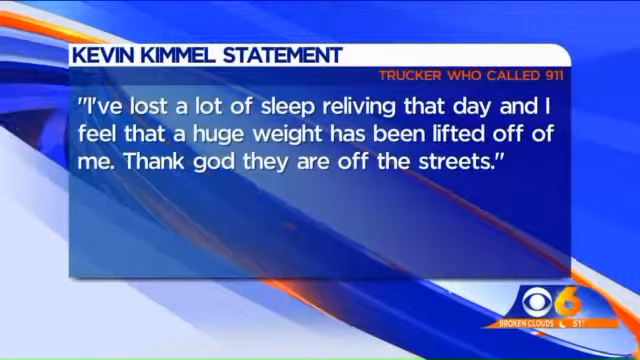 KEVIN KIMMEL STATEMENT
TRUCKER WHO CALLED 911
"I've lost a lot of sleep reliving that day and I
feel that a huge weight has been lifted off of
me. Thank god they are off the streets."
6
BROKEN CLOUDS 51°